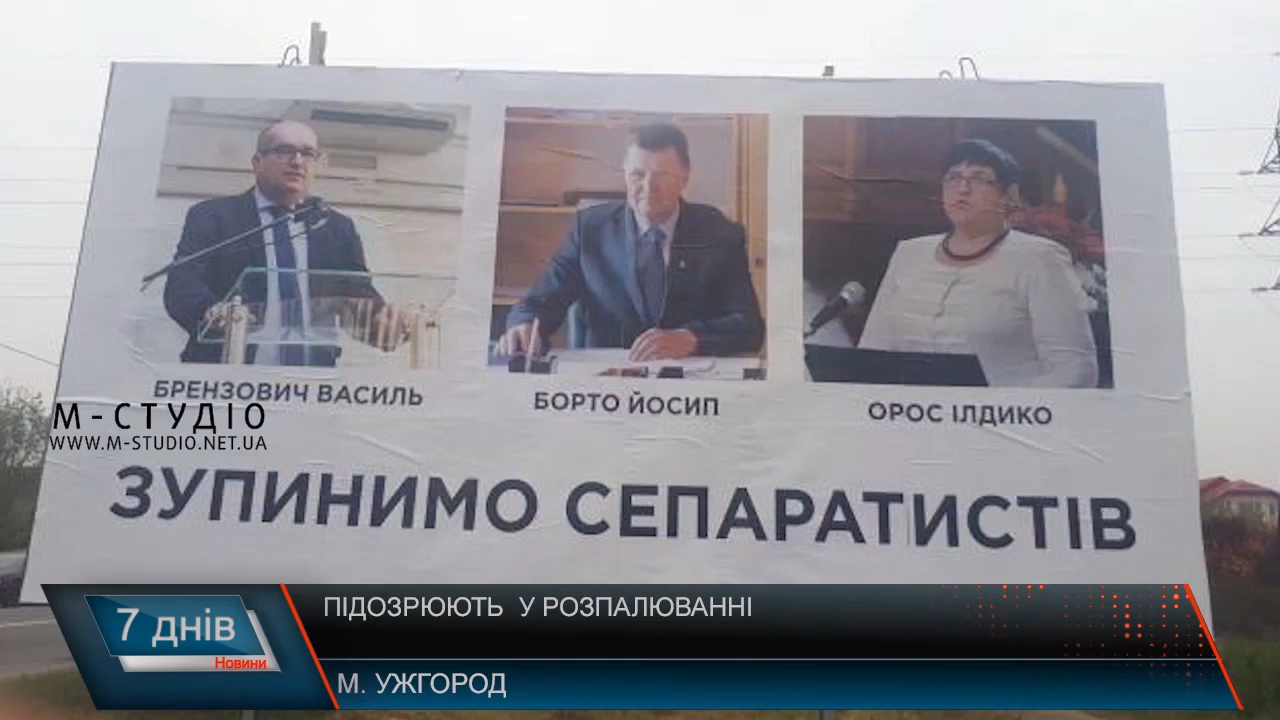 БРЕНЗОВИЧ ВАСИЛЬ
БОРТО ЙОСИП
ОРОС ІЛДИКО
М-СТУДІО
WWW.M-STUDIO.NET.UA
ЗУПИНИМО СЕПАРАТИСТІВ
7 днів
Новини
ПІДОЗРЮЮТЬ У РОЗПАЛЮВАННІ
М. УЖГОРОД